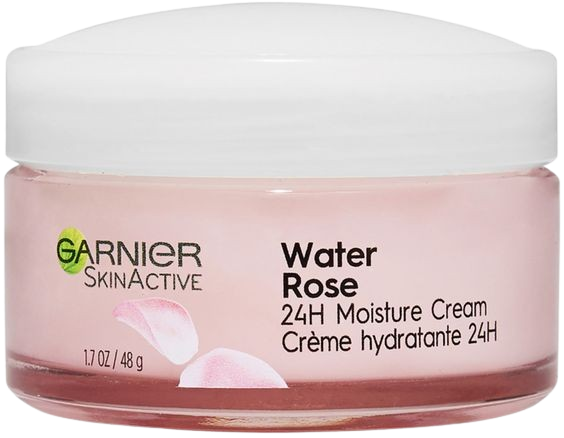 GARNIER
SKINACTIVE
1.7 OZ / 48 g
Water
Rose
24H Moisture Cream
Crème hydratante 24H